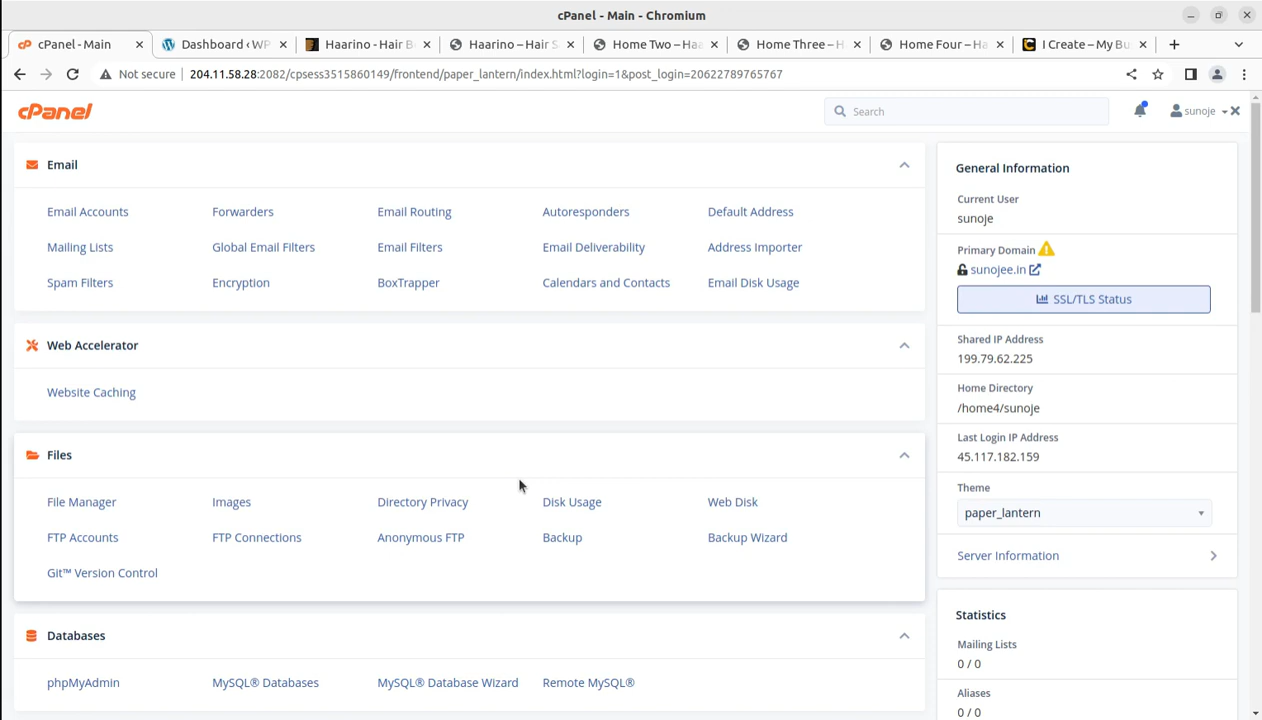 cPanel - Main - Chromium
cPanel - Main
Dashboard ‹ WP
Haarino - Hair B
Haarino – Hair S
Home Two – Haa
Home Three – H
Home Four – Ha
I Create – My Bu
Not secure
204.11.58.28:2082/cpsess3515860149/frontend/paper_lantern/index.html?login=1&post_login=20622789765767
cPanel
Search
sunoje
Email
Email Accounts
Forwarders
Email Routing
Autoresponders
Default Address
Mailing Lists
Global Email Filters
Email Filters
Email Deliverability
Address Importer
Spam Filters
Encryption
BoxTrapper
Calendars and Contacts
Email Disk Usage
Web Accelerator
Website Caching
Files
File Manager
Images
Directory Privacy
Disk Usage
Web Disk
FTP Accounts
FTP Connections
Anonymous FTP
Backup
Backup Wizard
Git™ Version Control
Databases
phpMyAdmin
MySQL® Databases
MySQL® Database Wizard
Remote MySQL®
General Information
Current User
sunoje
Primary Domain
sunojee.in
SSL/TLS Status
Shared IP Address
199.79.62.225
Home Directory
/home4/sunoje
Last Login IP Address
45.117.182.159
Theme
paper_lantern
Server Information
Statistics
Mailing Lists
0 / 0
Aliases
0 / 0